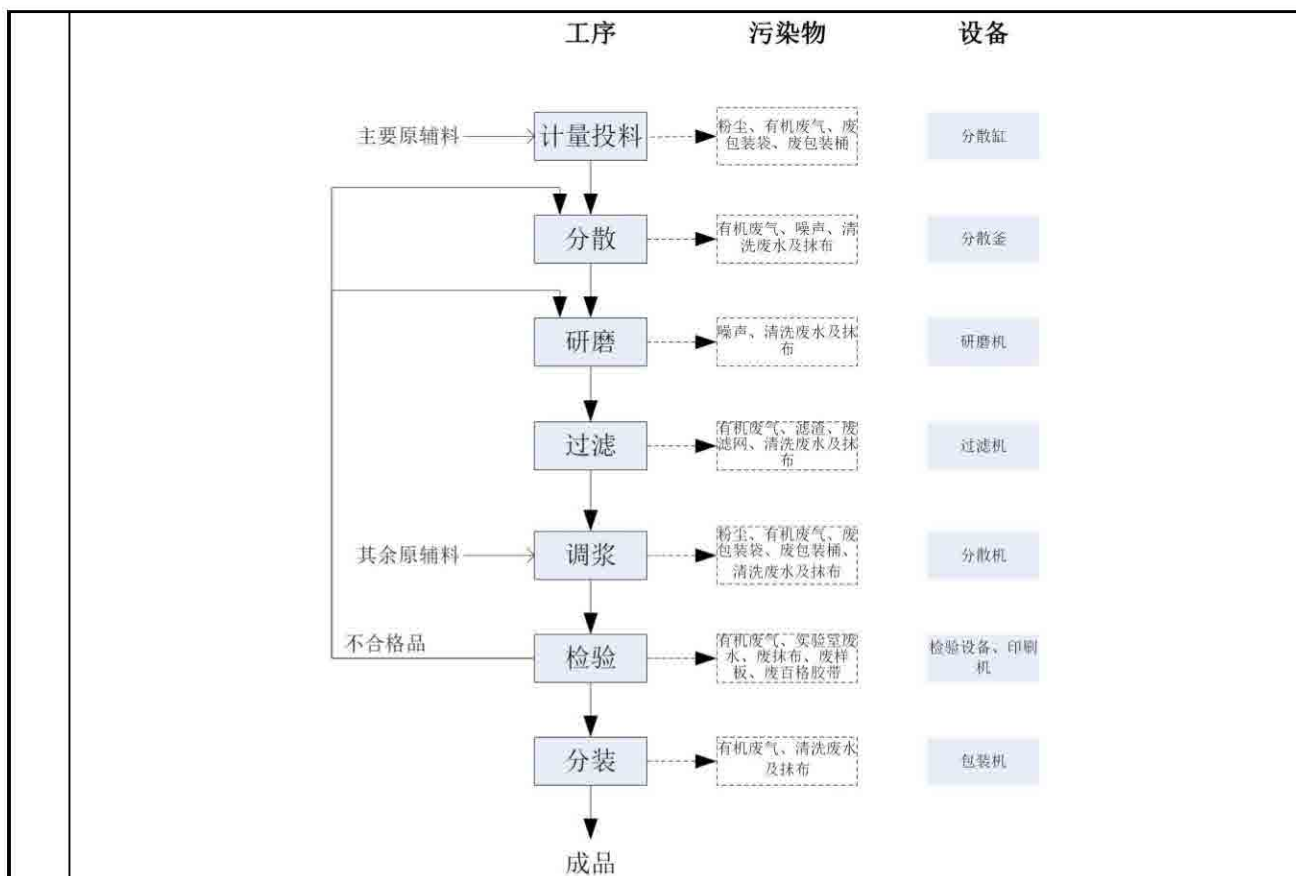 工序 污染物 设备
主要原辅料
计量投料
粉尘、有机废气、废
包装袋、废包装桶
分散缸
分散
有机废气、噪声、清
洗废水及抹布
分散釜
研磨
噪声、清洗废水及抹
布
研磨机
过滤
有机废气、滤渣、废
滤网、清洗废水及抹
布
过滤机
其余原辅料
调浆
粉尘、有机废气、废
包装袋、废包装桶、
清洗废水及抹布
分散机
不合格品
检验
有机废气、实验室废
水、废抹布、废样
板、废百格胶带
检验设备、印刷
机
分装
有机废气、清洗废水
及抹布
包装机
成品